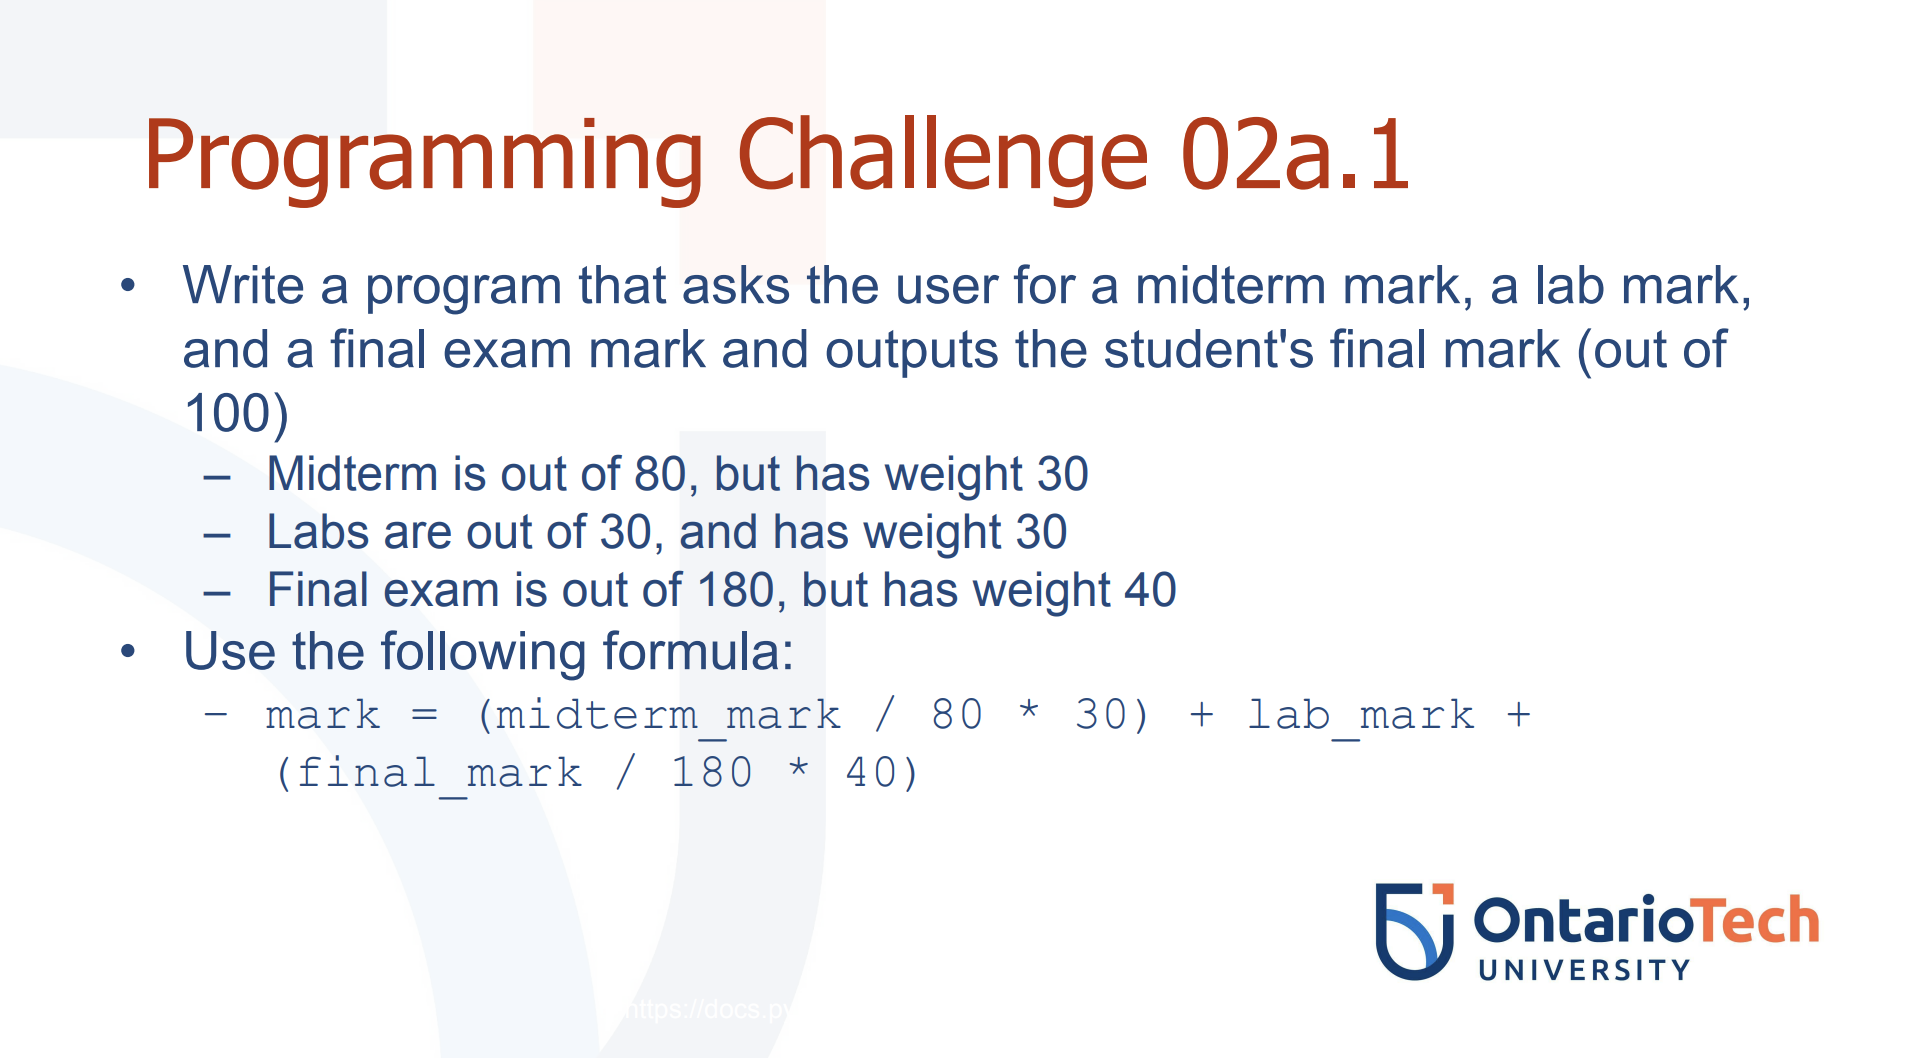 Programming Challenge 02a.1
• Write a program that asks the user for a midterm mark, a lab mark,
and a final exam mark and outputs the student's final mark (out of
100)
– Midterm is out of 80, but has weight 30
– Labs are out of 30, and has weight 30
– Final exam is out of 180, but has weight 40
• Use the following formula:
– mark = (midterm_mark / 80 * 30) + lab_mark +
(final_mark / 180 * 40)
OntarioTech
UNIVERSITY
https://docs.py